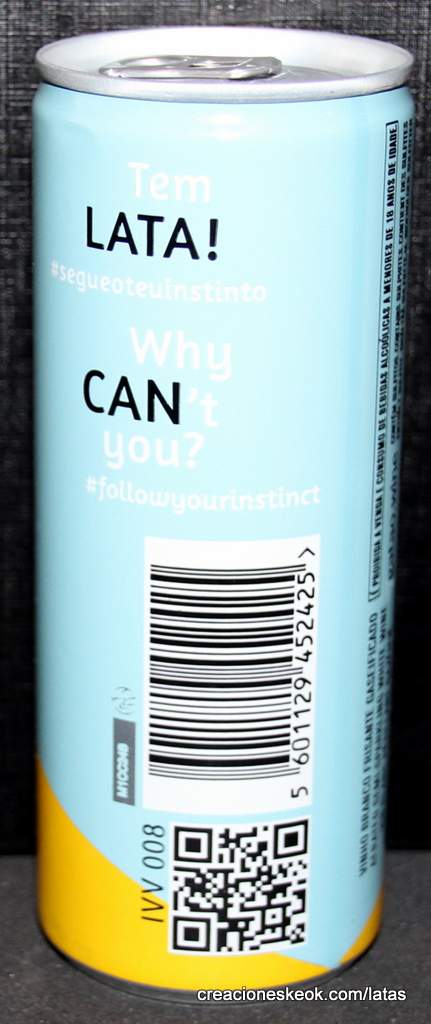 Tem
LATA!
#segueoteuinstinto
Why
CAN't
you?
#followyourinstinct
5 601129 452425 >
M1OC24B
IVV 008
PROIBIDA A VENDA E CONSUMO DE BEBIDAS ALCOÓLICAS A MENORES DE 18 ANOS DE IDADE.
VINHO BRANCO FRISANTE GASEIFICADO
creacioneskeok.com/latas